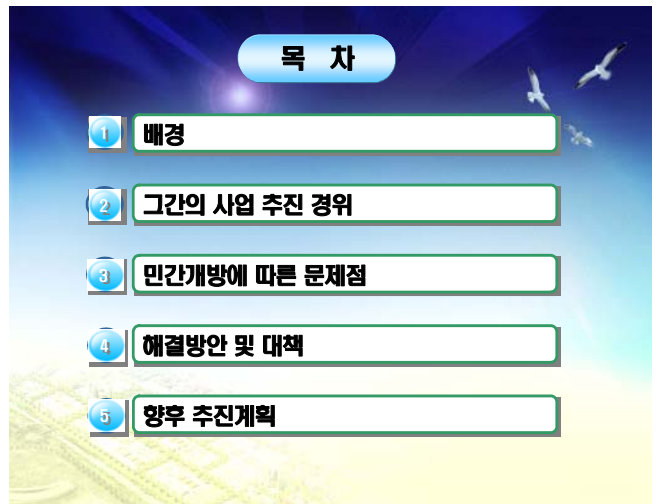 목 차
1 배경
2 그간의 사업 추진 경위
3 민간개방에 따른 문제점
4 해결방안 및 대책
5 향후 추진계획